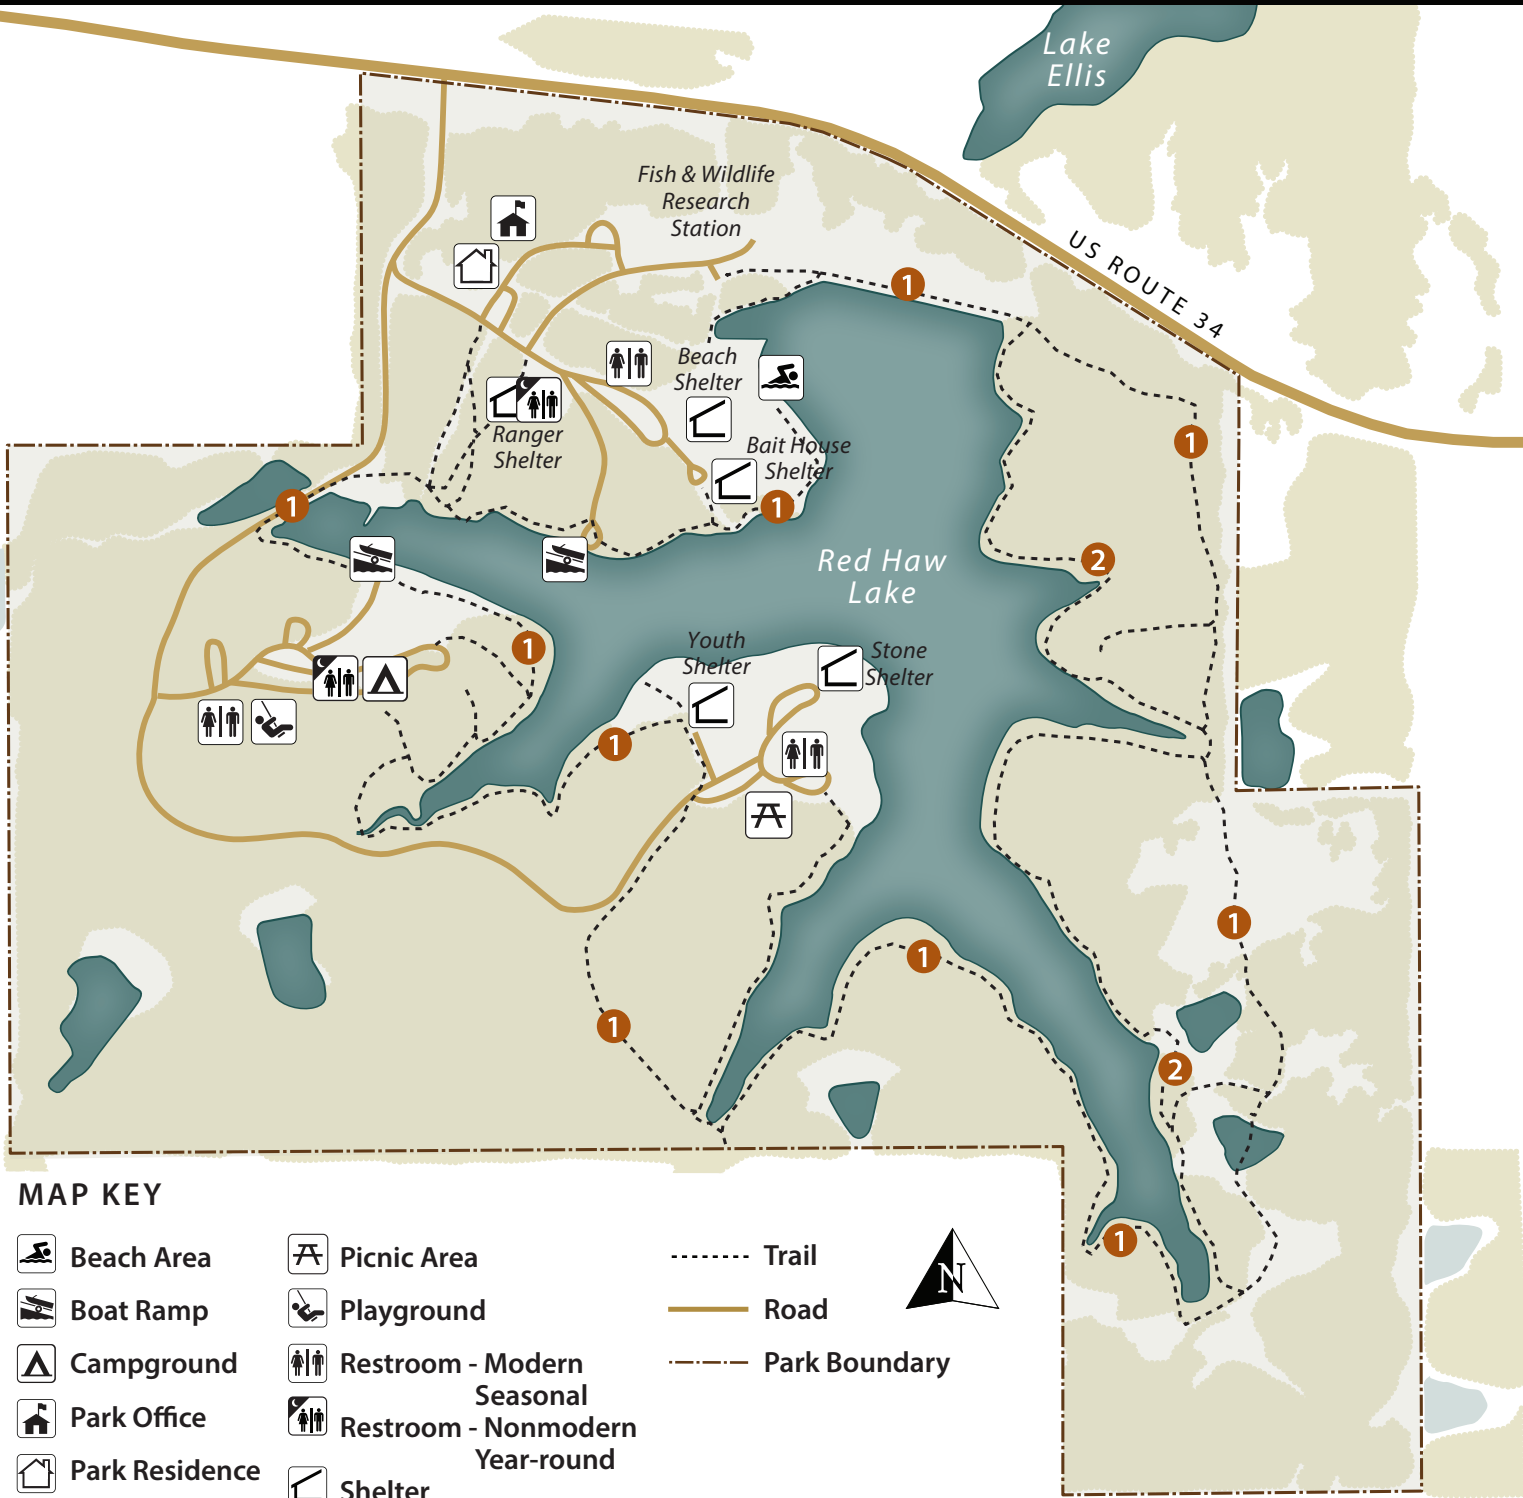 Lake
Ellis
Fish & Wildlife
Research
Station
US ROUTE 34
1
Beach
Shelter
1
Ranger
Shelter
Bait House
Shelter
1
1
Red Haw
Lake
2
Youth
Shelter
Stone
Shelter
1
1
1
1
1
2
MAP KEY
1
Beach Area
Picnic Area
Trail
N
Boat Ramp
Playground
Road
Campground
Restroom - Modern
Seasonal
Park Boundary
Park Office
Restroom - Nonmodern
Year-round
Park Residence
Shelter